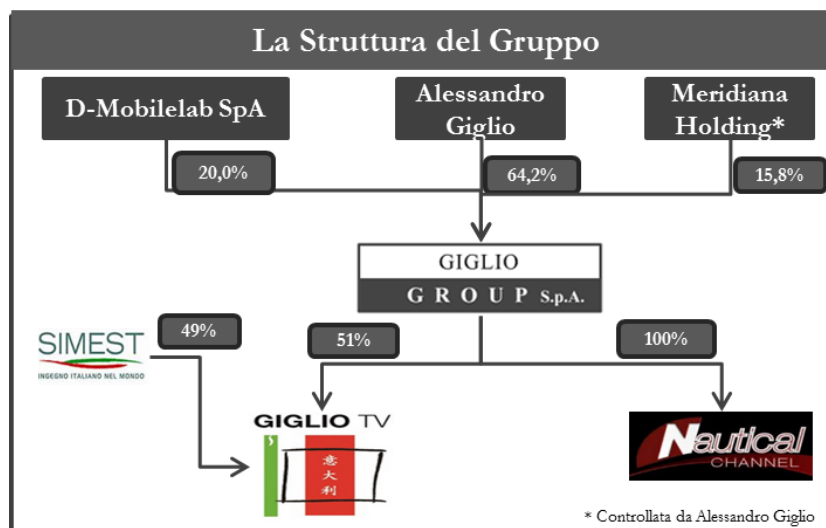 La Struttura del Gruppo
D-Mobilelab SpA
Alessandro
Giglio
Meridiana
Holding*
20,0%
64,2%
15,8%
GIGLIO
GROUP S.p.A.
SIMEST
INGEGNO ITALIANO NEL MONDO
49%
51%
100%
GIGLIO TV
意
大
利
Nautical
CHANNEL
* Controllata da Alessandro Giglio